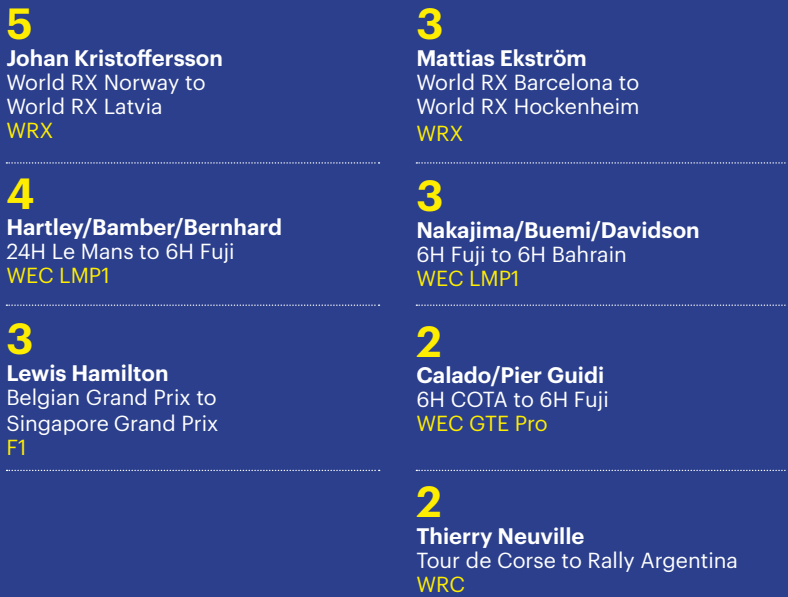 5
Johan Kristoffersson
World RX Norway to
World RX Latvia
WRX
4
Hartley/Bamber/Bernhard
24H Le Mans to 6H Fuji
WEC LMP1
3
Lewis Hamilton
Belgian Grand Prix to
Singapore Grand Prix
F1
3
Mattias Ekström
World RX Barcelona to
World RX Hockenheim
WRX
3
Nakajima/Buemi/Davidson
6H Fuji to 6H Bahrain
WEC LMP1
2
Calado/Pier Guidi
6H COTA to 6H Fuji
WEC GTE Pro
2
Thierry Neuville
Tour de Corse to Rally Argentina
WRC